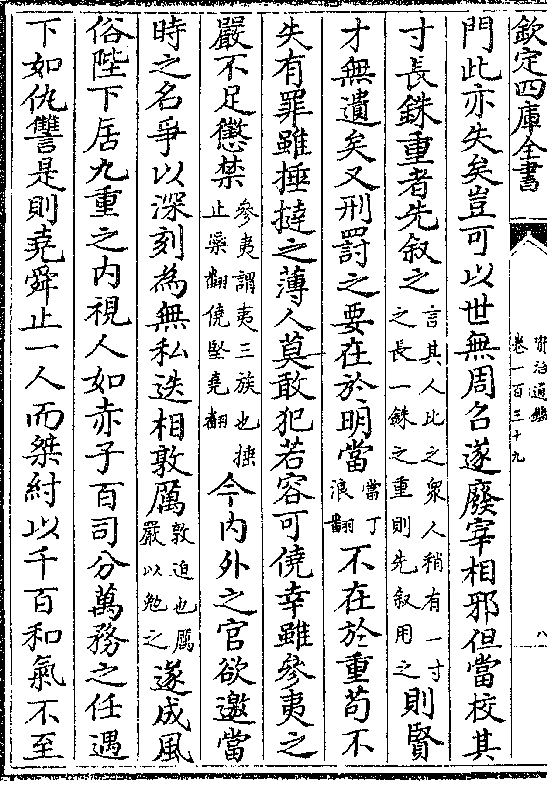 欽定四庫全書
資治通鑑
卷一百三十九
八
門此亦失矣豈可以世無周召遂廢宰相邪但當校其
寸長銖重者先敘之言其人比之衆人稍有一寸之長一銖之重則先敘用之則賢
才無遺矣又刑罰之要在於明當當丁浪翻不在於重苟不
失有罪雖捶撻之薄人莫敢犯若容可僥幸雖參夷之
嚴不足懲禁參夷謂夷三族也捶止橤翻僥堅堯翻今内外之官欲邀當
時之名爭以深刻為無私迭相敦厲敦迫也厲嚴以勉之遂成風
俗陛下居九重之内視人如赤子百司分萬務之任遇
下如仇讐是則堯舜止一人而桀紂以千百和氣不至